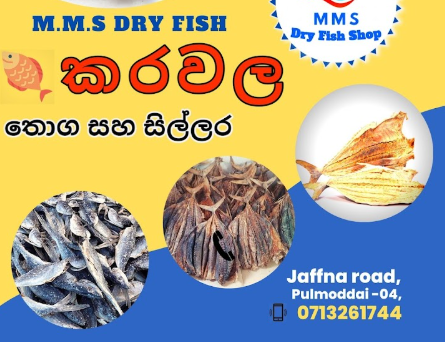 M.M.S DRY FISH
MMS
Dry Fish Shop
කරවල
තොග සහ සිල්ලර
Jaffna road,
Pulmoddai -04,
0713261744